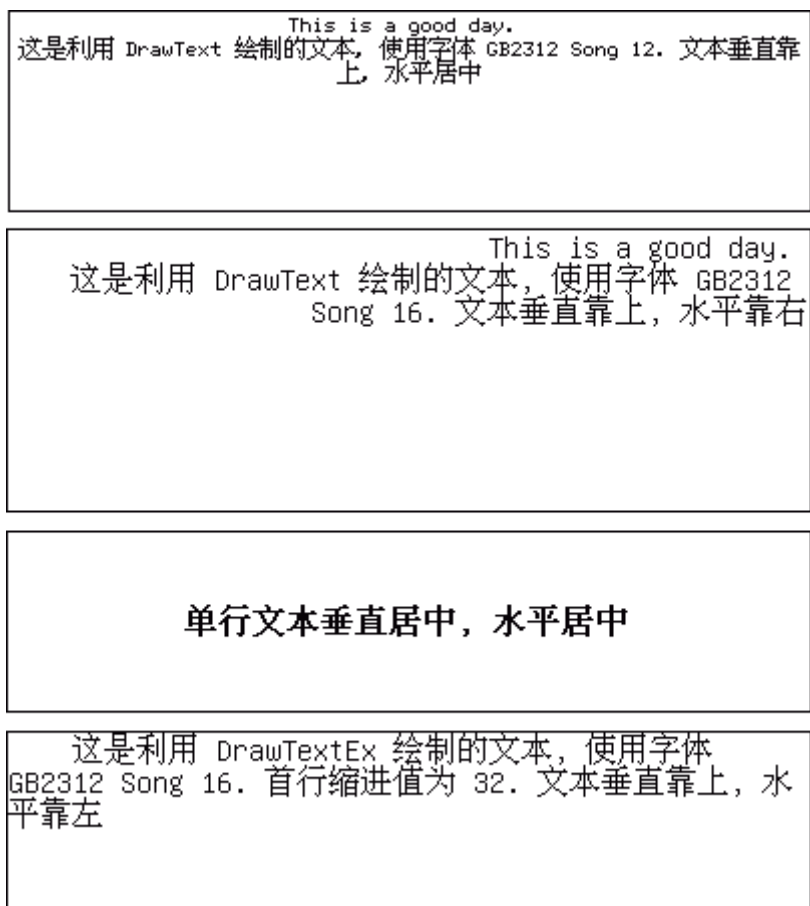 This is a good day.
这是利用 DrawText 绘制的文本, 使用字体 GB2312 Song 12. 文本垂直靠
上, 水平居中
This is a good day.
这是利用 DrawText 绘制的文本, 使用字体 GB2312
Song 16. 文本垂直靠上, 水平靠右
单行文本垂直居中, 水平居中
这是利用 DrawTextEx 绘制的文本, 使用字体
GB2312 Song 16. 首行缩进值为 32. 文本垂直靠上, 水
平靠左